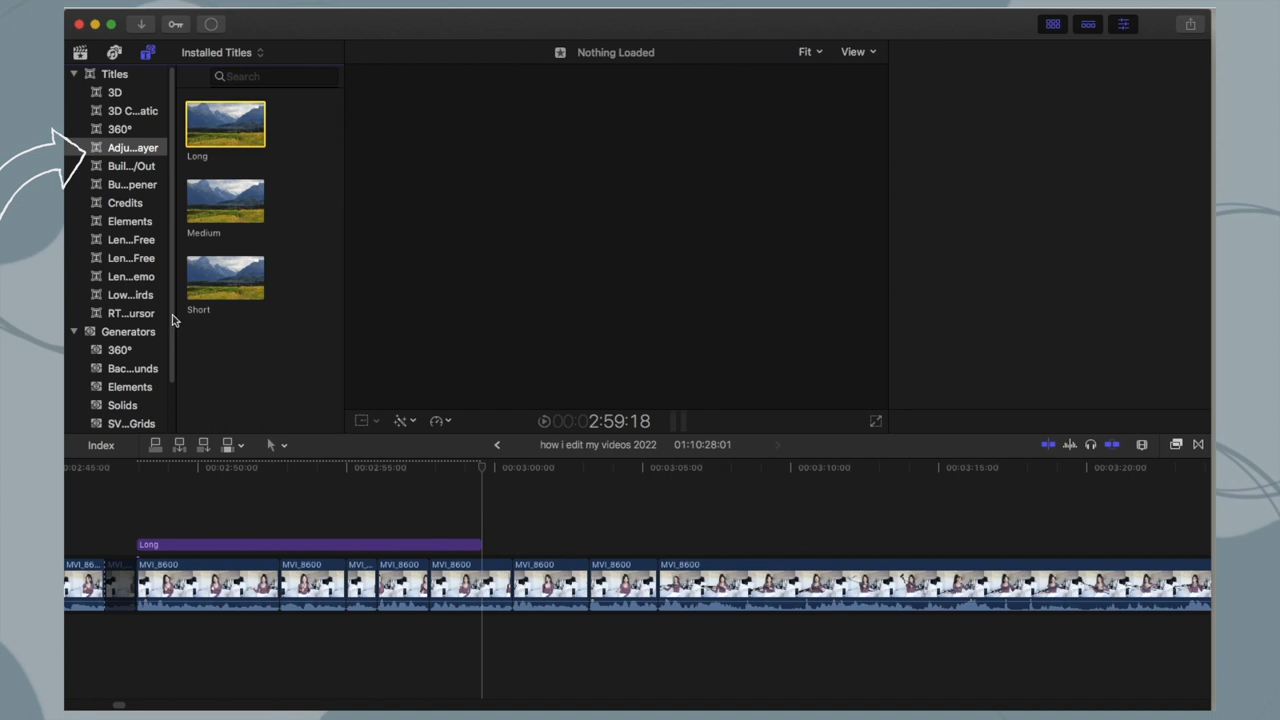 Installed Titles
Nothing Loaded
Fit
View
Titles
Search
3D
3D C...atic
360°
Adju...ayer
Buil.../Out
Bu...pener
Credits
Elements
Len...Free
Len...Free
Len...emo
Low...irds
RT...ursor
Generators
360°
Bac...unds
Elements
Solids
SV...Grids
Long
Medium
Short
00:02:59:18
Index
how i edit my videos 2022
01:10:28:01
0:02:45:00
00:02:50:00
00:02:55:00
00:03:00:00
00:03:05:00
00:03:10:00
00:03:15:00
00:03:20:00
Long
MVI_86...
MVI_...
MVI_8600
MVI_8600
MVI_...
MVI_8600
MVI_8600
MVI_8600
MVI_8600
MVI_8600